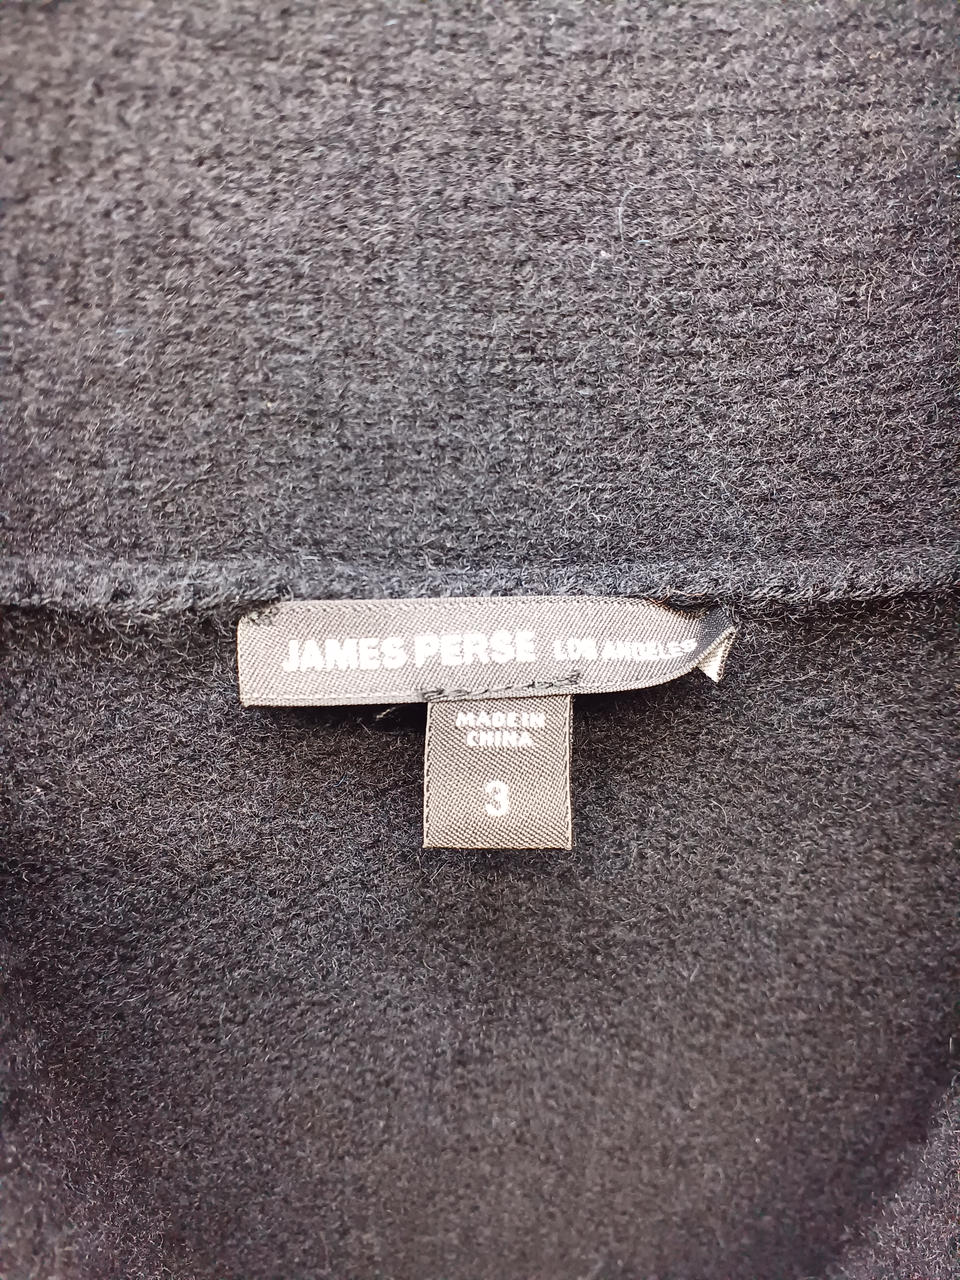 JAMES PERSE LOS ANGELES
MADE IN
CHINA
3